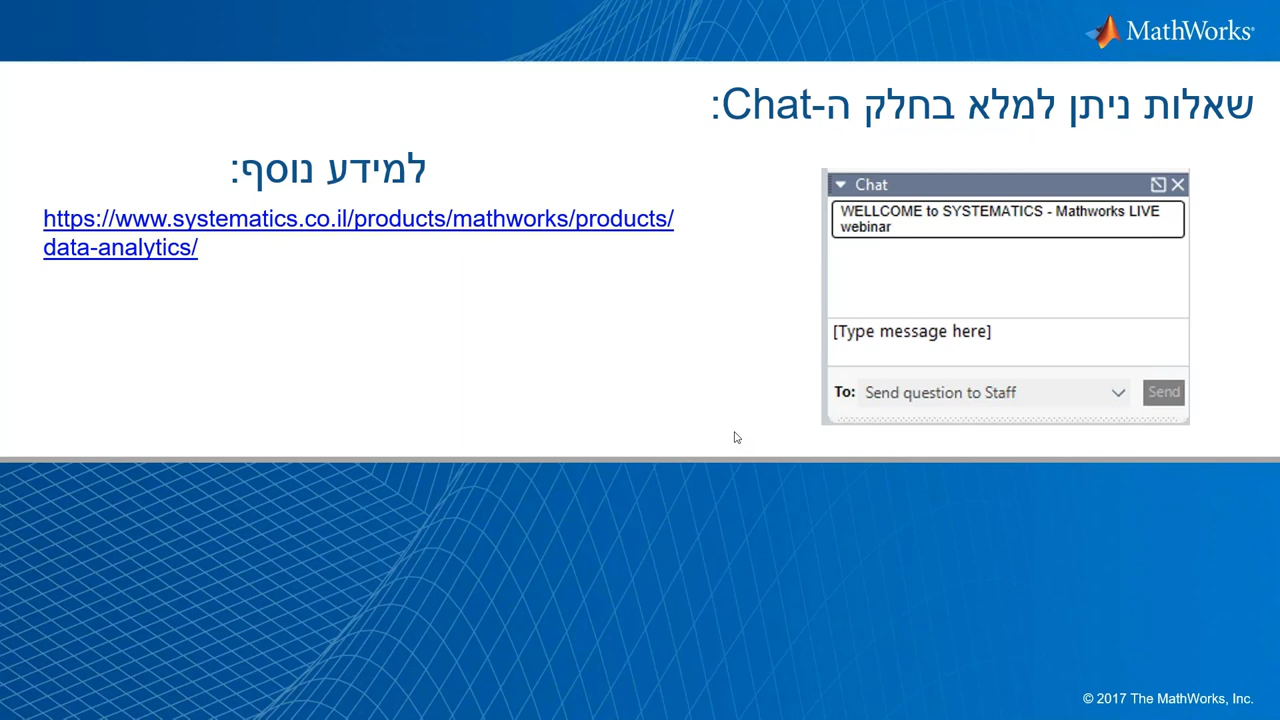 MathWorks®
שאלות ניתן למלא בחלק ה-Chat:
למידע נוסף:
https://www.systematics.co.il/products/mathworks/products/
data-analytics/
Chat
WELLCOME to SYSTEMATICS - Mathworks LIVE
webinar
[Type message here]
To: Send question to Staff
Send
© 2017 The MathWorks, Inc.